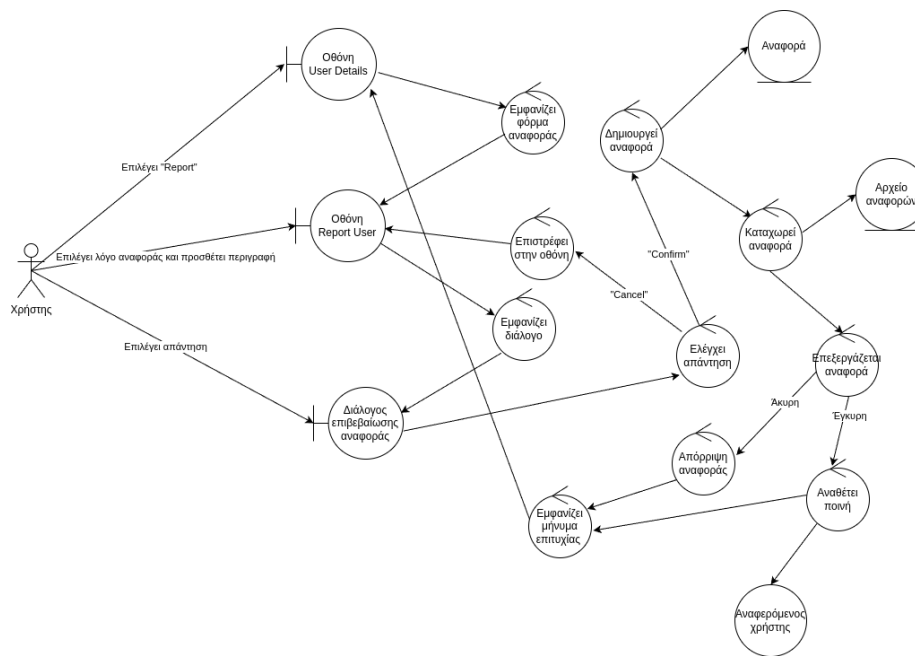 Οθόνη
User Details
Αναφορά
Εμφανίζει
φόρμα
αναφοράς
Δημιουργεί
αναφορά
Επιλέγει "Report"
Αρχείο
αναφορών
Οθόνη
Report User
Καταχωρεί
αναφορά
Επιστρέφει
στην οθόνη
"Confirm"
Επιλέγει λόγο αναφοράς και προσθέτει περιγραφή
Χρήστης
"Cancel"
Εμφανίζει
διάλογο
Επιλέγει απάντηση
Ελέγχει
απάντηση
Επεξεργάζεται
αναφορά
Διάλογος
επιβεβαίωσης
αναφοράς
Άκυρη
Έγκυρη
Απόρριψη
αναφοράς
Αναθέτει
ποινή
Εμφανίζει
μήνυμα
επιτυχίας
Αναφερόμενος
χρήστης